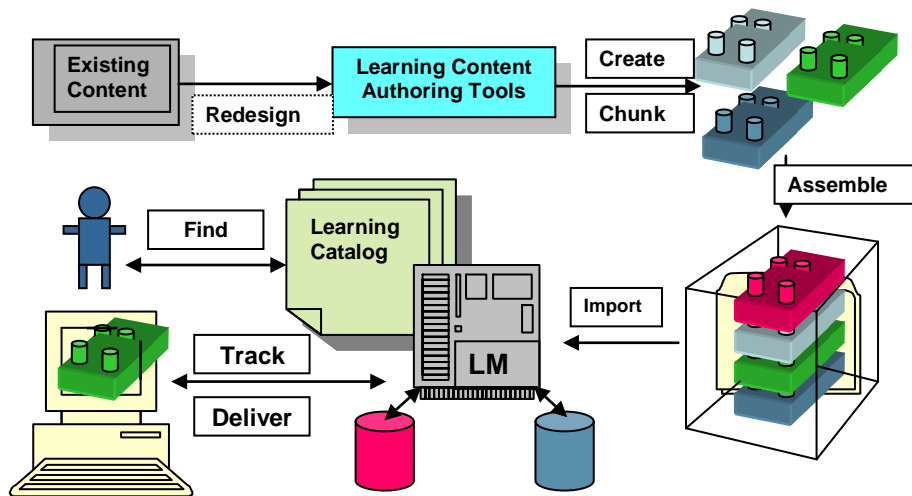 Existing
Content
Redesign
Learning Content
Authoring Tools
Create
Chunk
Assemble
Find
Learning
Catalog
Import
Track
Deliver
LM